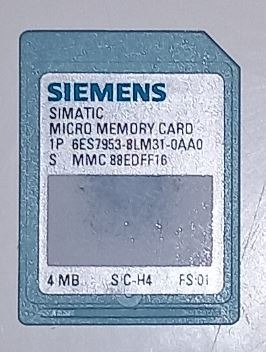 SIEMENS
SIMATIC
MICRO MEMORY CARD
1P 6ES7953-8LM31-0AA0
S MMC 88EDFF16
4 MB S C-H4 FS 01